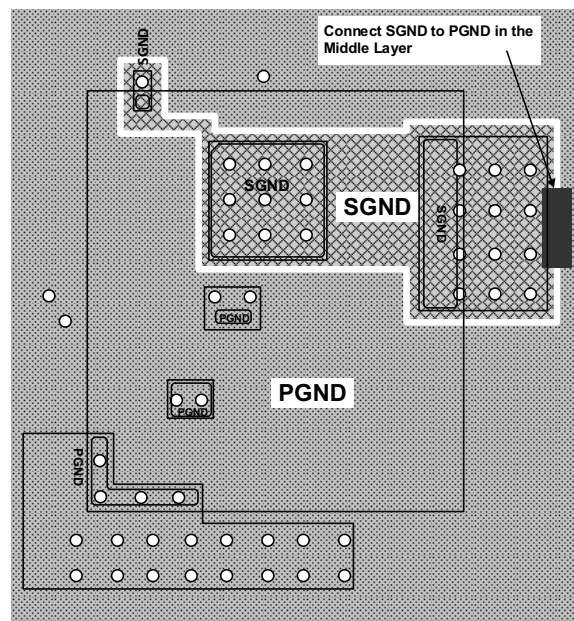 Connect SGND to PGND in the
Middle Layer
SGND
SGND
SGND
SGND
PGND
PGND
PGND
PGND